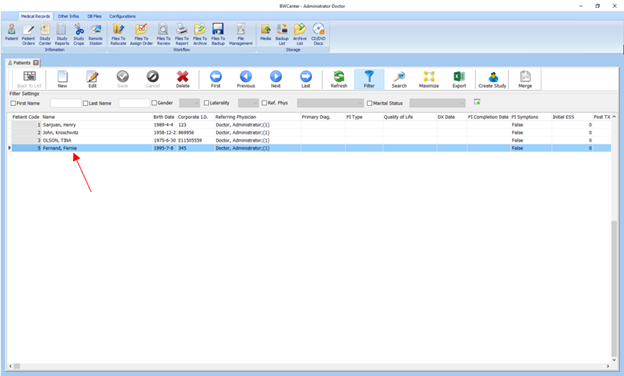 BWCenter - Administrator Doctor
Medical Records Other Infos DB Files Configurations
Patient Patient Orders Study Center Study Reports Study Crops Remote Station Files To Relocate Files To Assign Order Files To Review Files To Report Files To Archive Files To Backup File Management Media Backup List Archive List CD/DVD Discs
Infomation Workflow Storage
Patients
Back To List New Edit Save Cancel Delete First Previous Next Last Refresh Filter Search Maximize Export Create Study Merge
Filter Settings
First Name Last Name Gender Laterality Ref. Phys Marital Status
Patient Code Name Birth Date Corporate I.D. Referring Physician Primary Diag. PI Type Quality of Life DX Date PI Completion Date PI Symptons Initial ESS Post TX
1 Sanjuan, Henry 1989-4-4 123 Doctor, Administrator;(1) False 0
2 John, Kroschwitz 1958-12-2 869956 Doctor, Administrator;(1) False 0
3 OLSON, TINA 1975-6-30 E11505559 Doctor, Administrator;(1) False 0
5 Fernand, Fernie 1995-7-8 345 Doctor, Administrator;(1) False 0